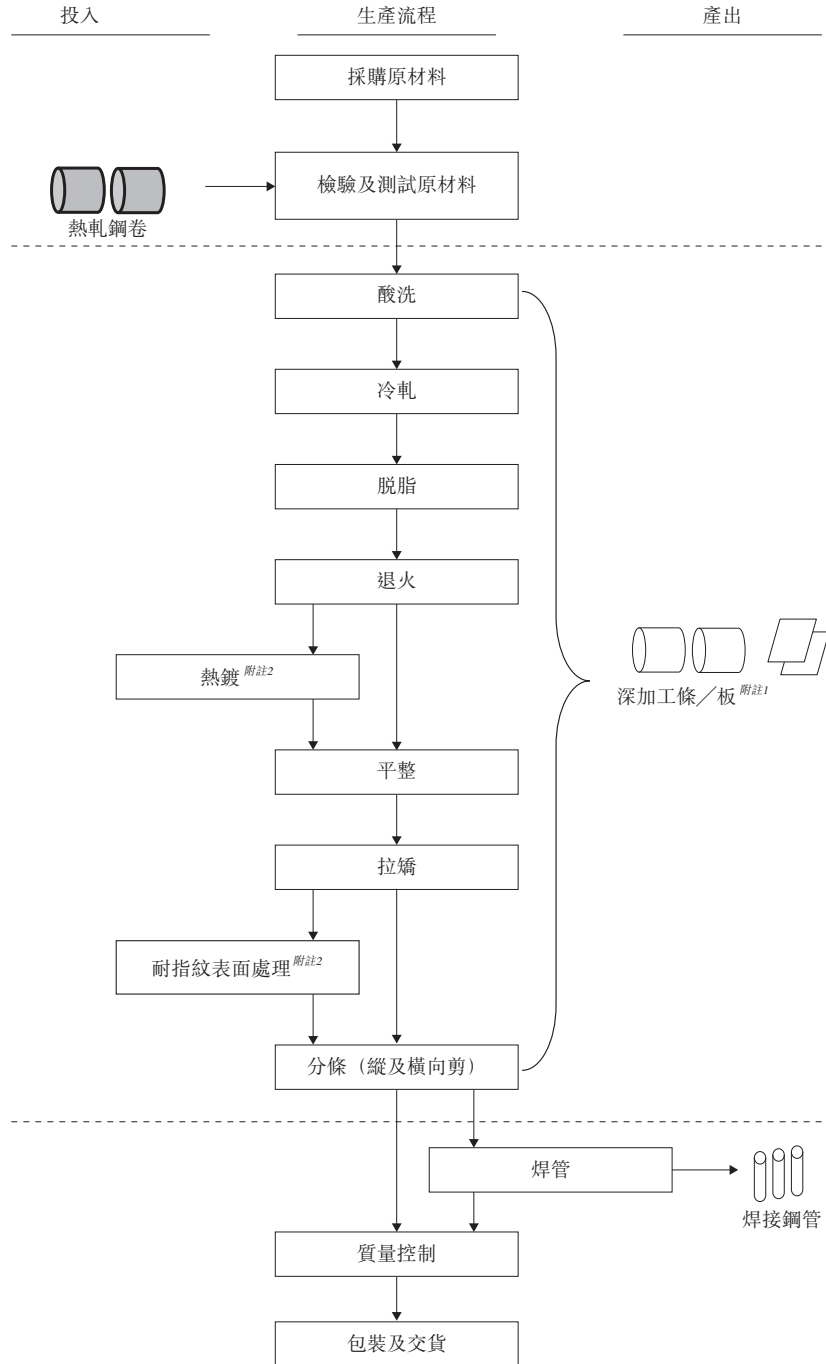 投入
生產流程
產出
採購原材料
檢驗及測試原材料
熱軋鋼卷
酸洗
冷軋
脱脂
退火
熱鍍附註2
深加工條／板附註1
平整
拉矯
耐指紋表面處理附註2
分條（縱及橫向剪）
焊管
焊接鋼管
質量控制
包裝及交貨